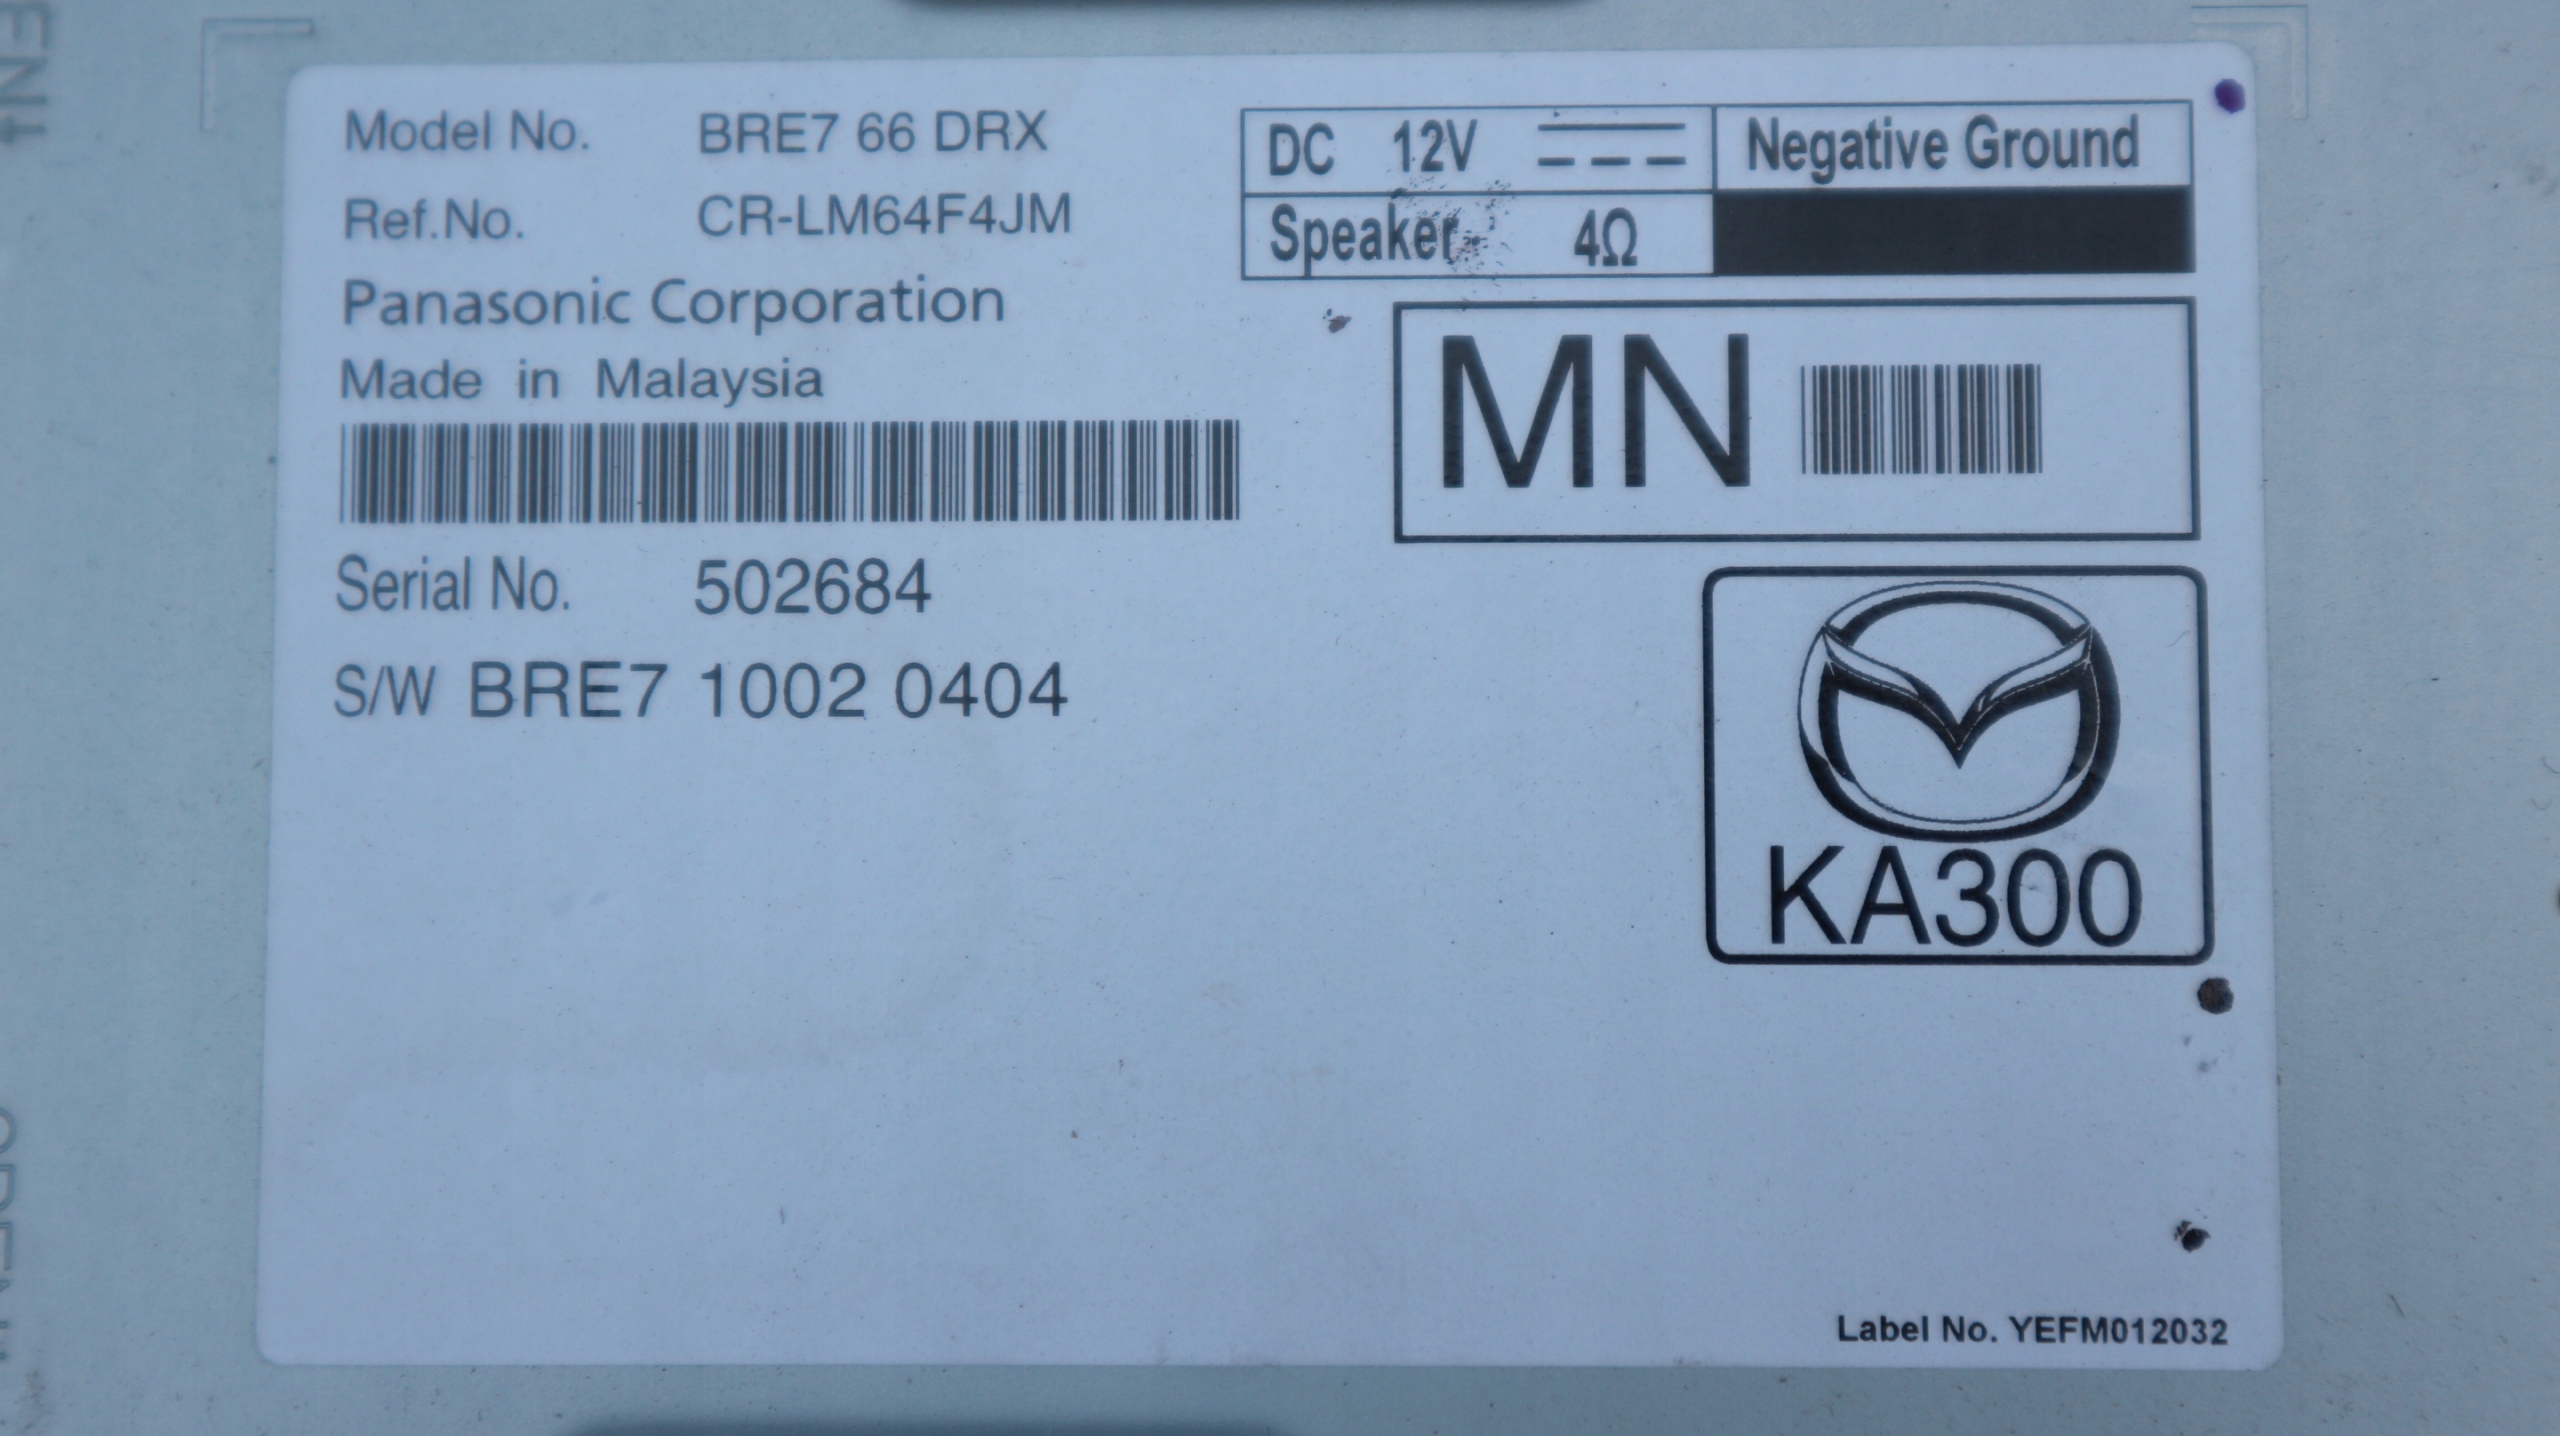 Model No. BRE7 66 DRX
Ref.No. CR-LM64F4JM
Panasonic Corporation
Made in Malaysia
Serial No. 502684
S/W BRE7 1002 0404
DC 12V Negative Ground
Speaker 4Ω
MN
KA300
Label No. YEFM012032